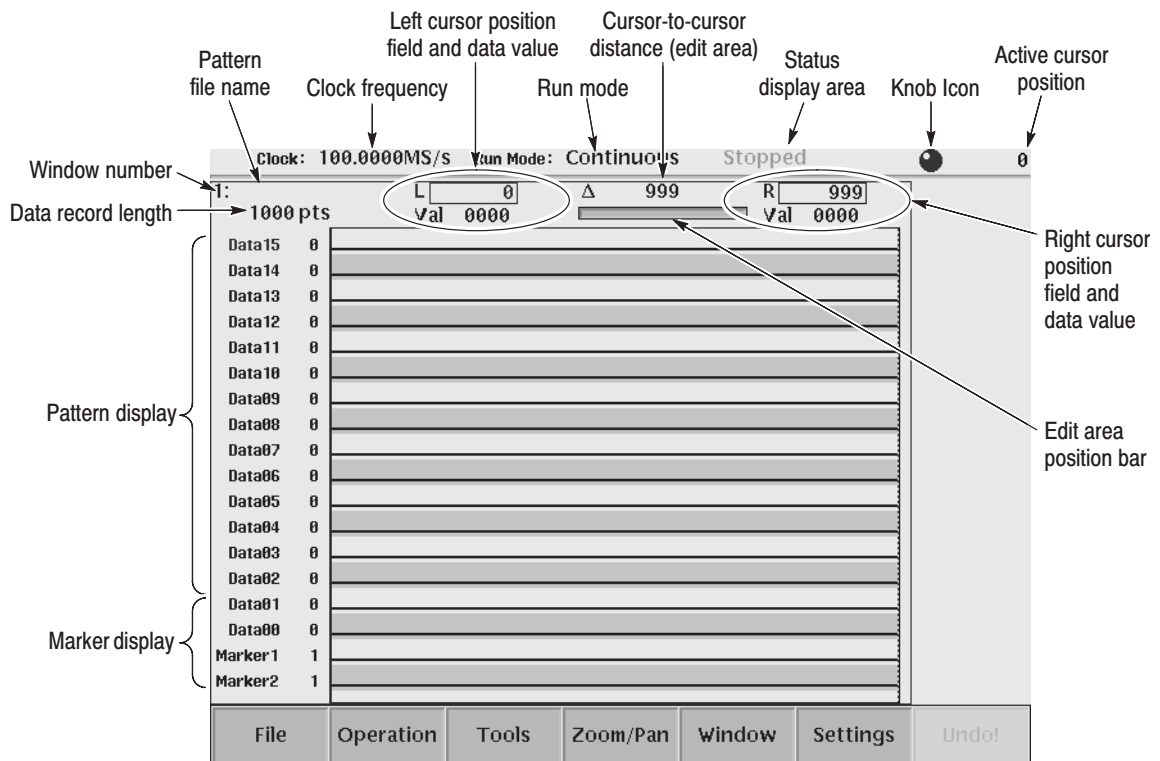 Left cursor position
field and data value
Cursor-to-cursor
distance (edit area)
Pattern
file name
Clock frequency
Run mode
Status
display area
Knob Icon
Active cursor
position
Window number
Data record length
Clock: 100.0000MS/s Run Mode: Continuous Stopped 0
1: L 0 Δ 999 R 999
1000 pts Val 0000 Val 0000
Right cursor
position
field and
data value
Data15 0
Data14 0
Data13 0
Data12 0
Data11 0
Data10 0
Data09 0
Pattern display
Data08 0
Edit area
position bar
Data07 0
Data06 0
Data05 0
Data04 0
Data03 0
Data02 0
Data01 0
Marker display
Data00 0
Marker1 1
Marker2 1
File Operation Tools Zoom/Pan Window Settings Undo!